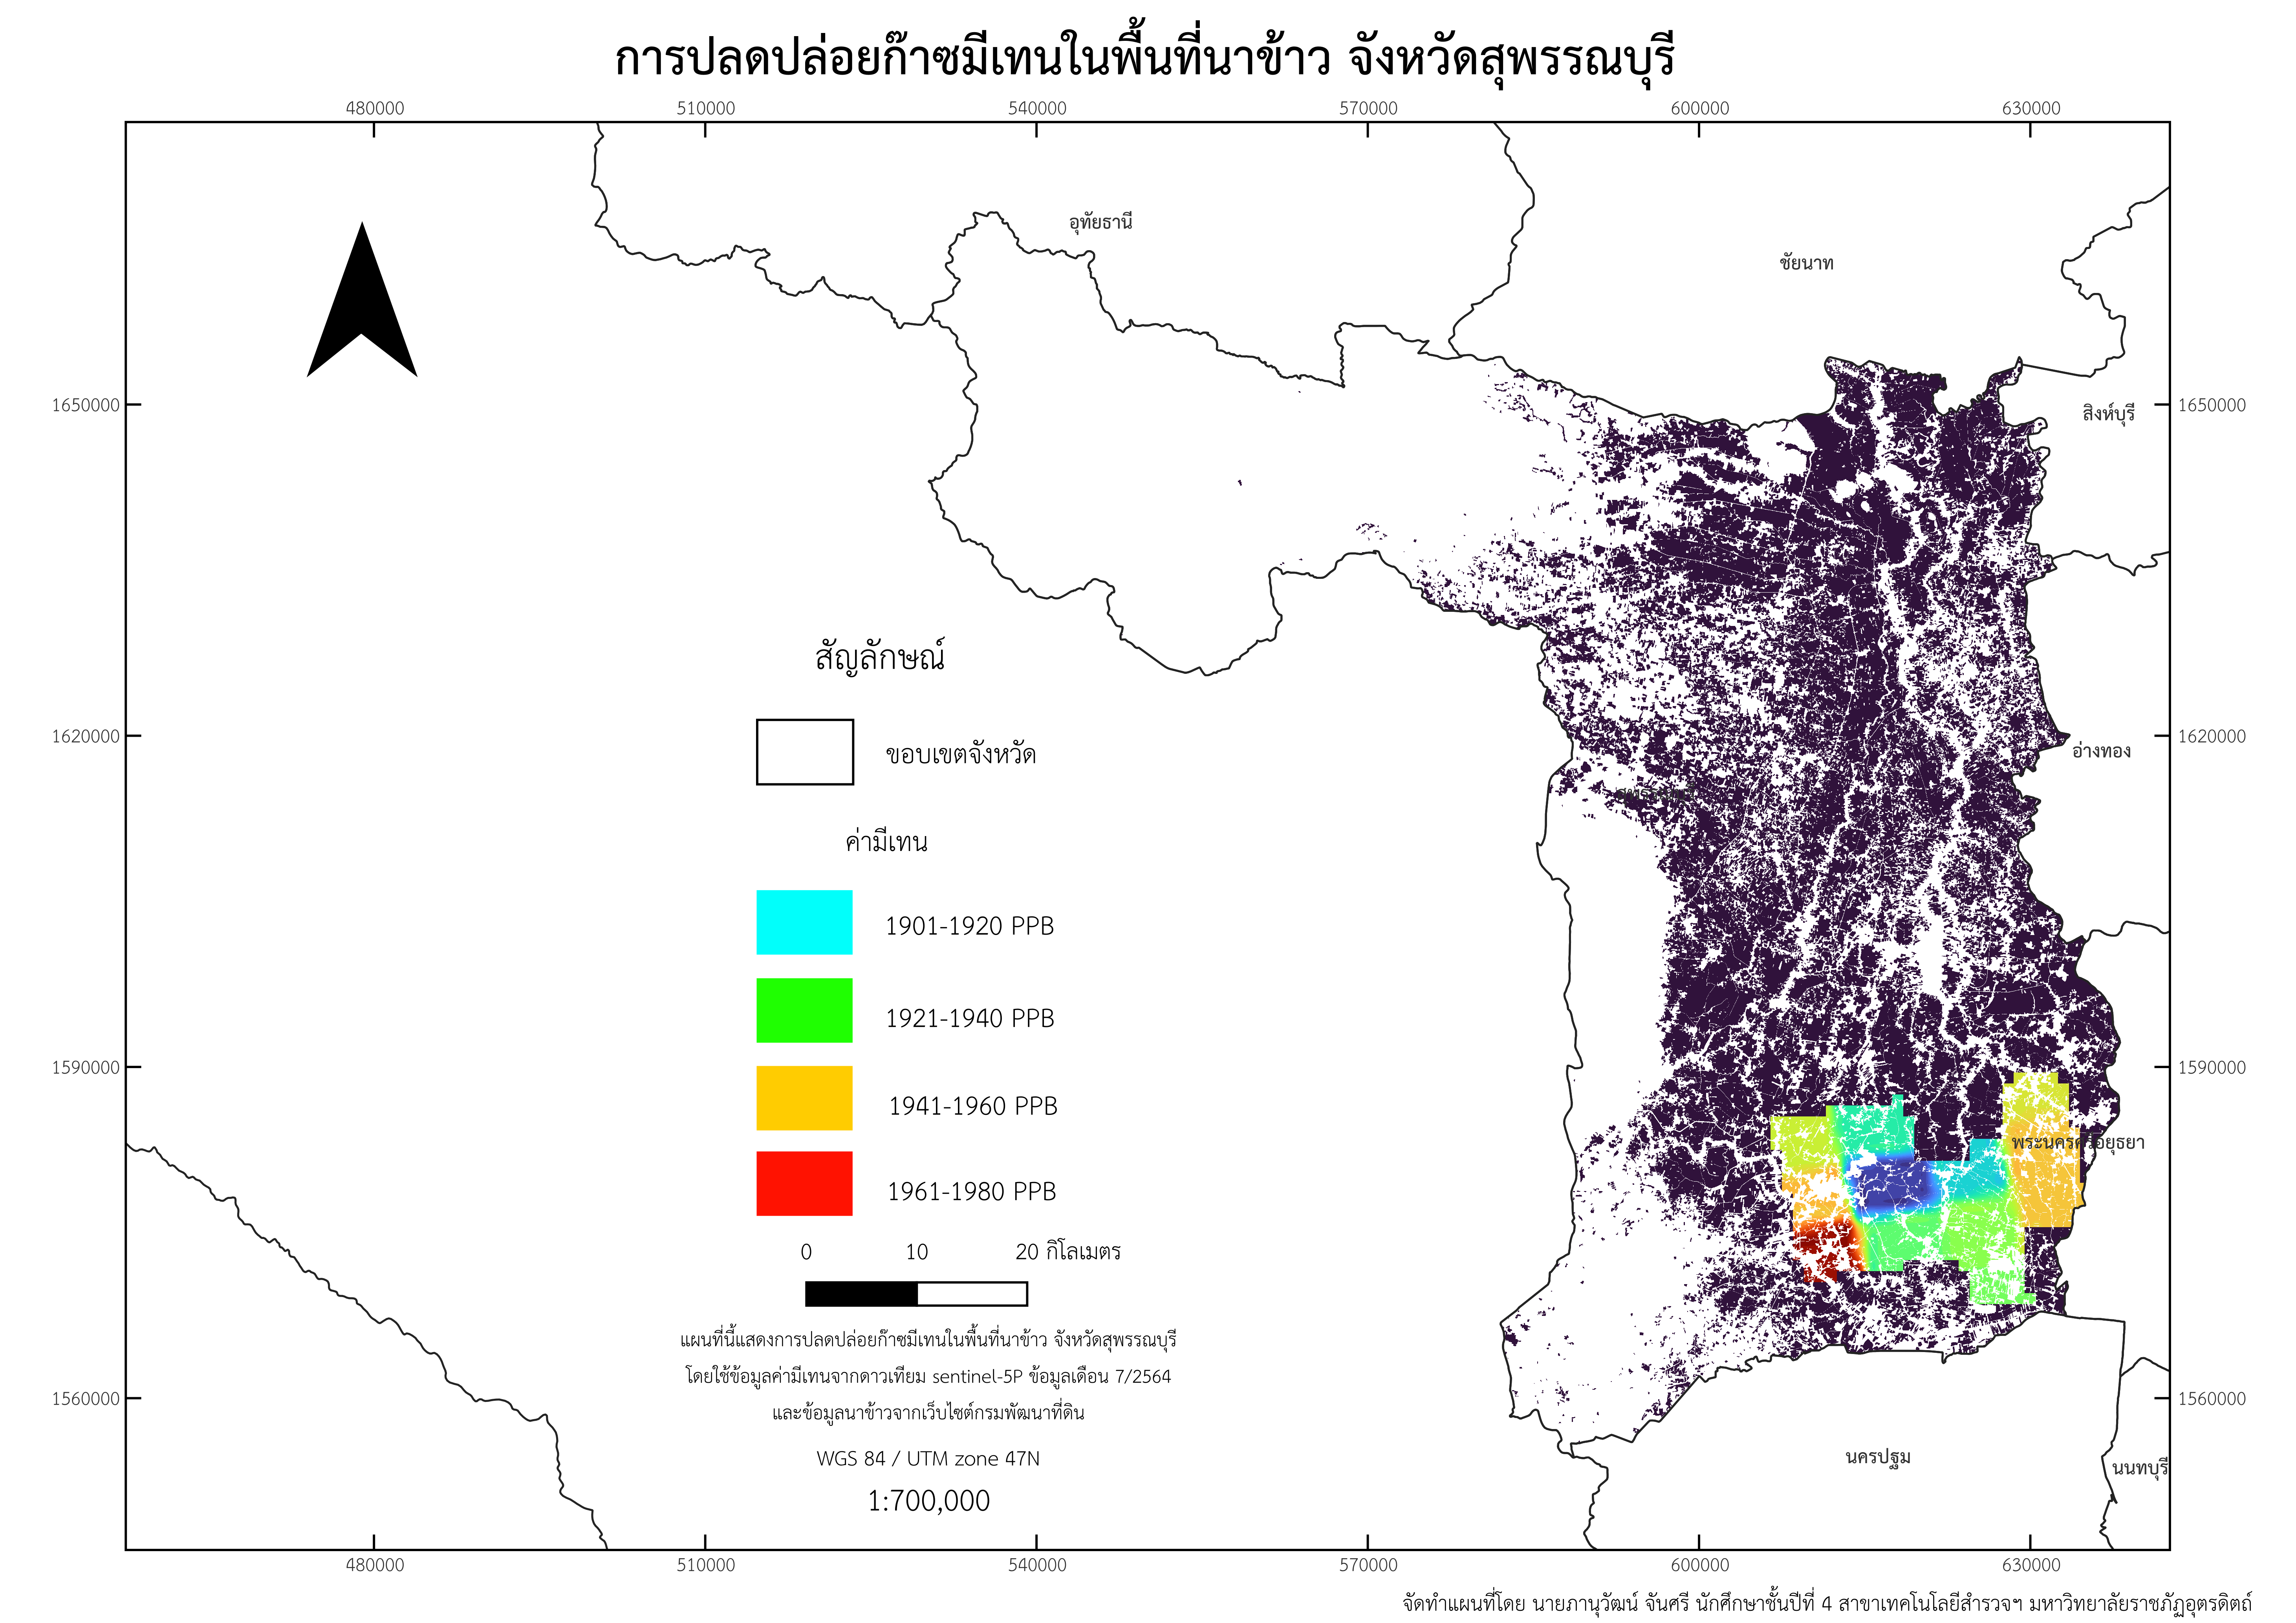 การปลดปล่อยก๊าซมีเทนในพื้นที่นาข้าว จังหวัดสุพรรณบุรี
480000 510000 540000 570000 600000 630000
อุทัยธานี
ชัยนาท
1650000 1650000
สิงห์บุรี
สัญลักษณ์
1620000 1620000
ขอบเขตจังหวัด
อ่างทอง
ค่ามีเทน
1901-1920 PPB
1921-1940 PPB
1590000 1590000
1941-1960 PPB
พระนครศรีอยุธยา
1961-1980 PPB
0 10 20 กิโลเมตร
แผนที่นี้แสดงการปลดปล่อยก๊าซมีเทนในพื้นที่นาข้าว จังหวัดสุพรรณบุรี
โดยใช้ข้อมูลค่ามีเทนจากดาวเทียม sentinel-5P ข้อมูลเดือน 7/2564
1560000 1560000
และข้อมูลนาข้าวจากเว็บไซต์กรมพัฒนาที่ดิน
WGS 84 / UTM zone 47N
นครปฐม
นนทบุรี
1:700,000
480000 510000 540000 570000 600000 630000
จัดทำแผนที่โดย นายภานุวัฒน์ จันศรี นักศึกษาชั้นปีที่ 4 สาขาเทคโนโลยีสำรวจฯ มหาวิทยาลัยราชภัฏอุตรดิตถ์